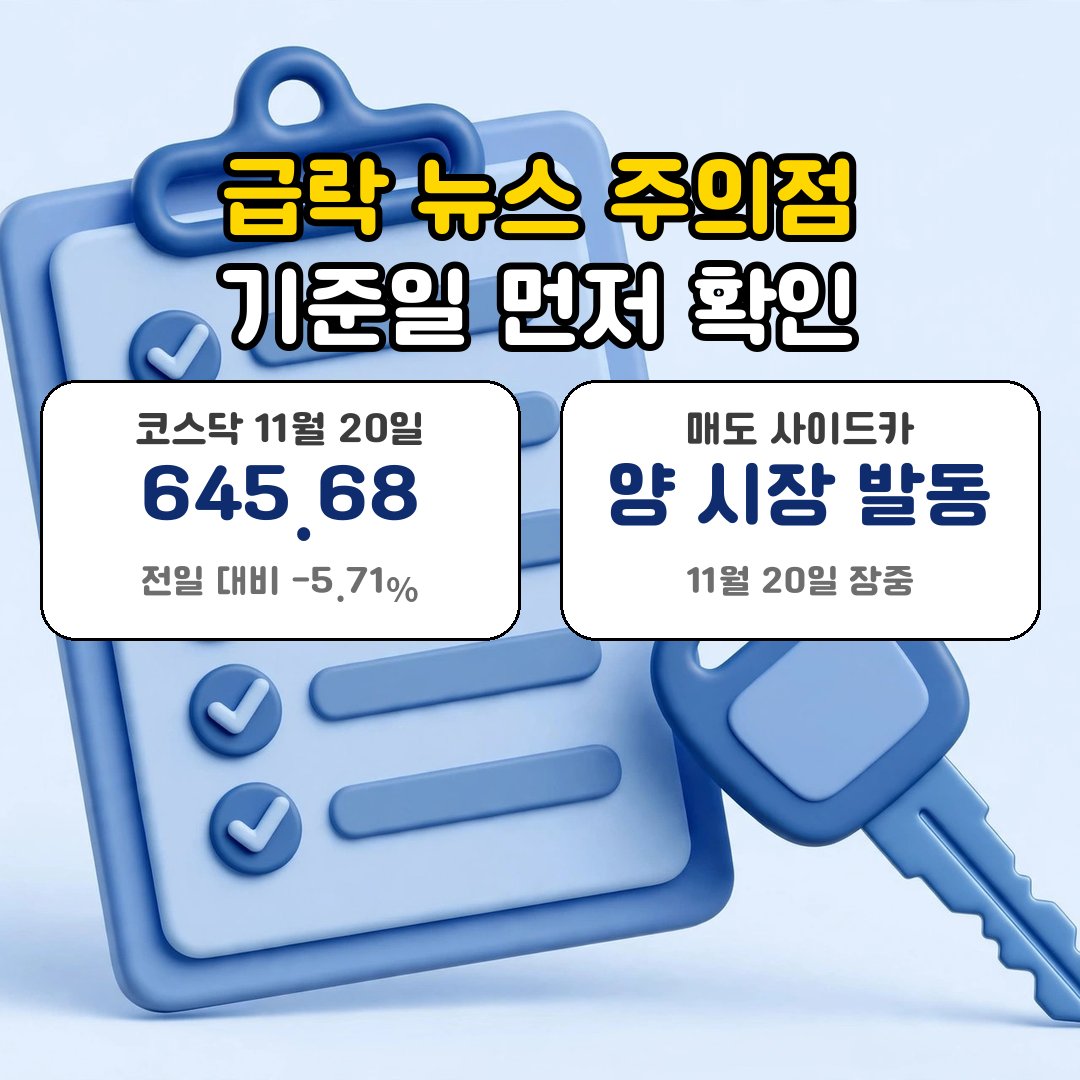 급락 뉴스 주의점
기준일 먼저 확인
코스닥 11월 20일
645.68
전일 대비 -5.71%
매도 사이드카
양 시장 발동
11월 20일 장중